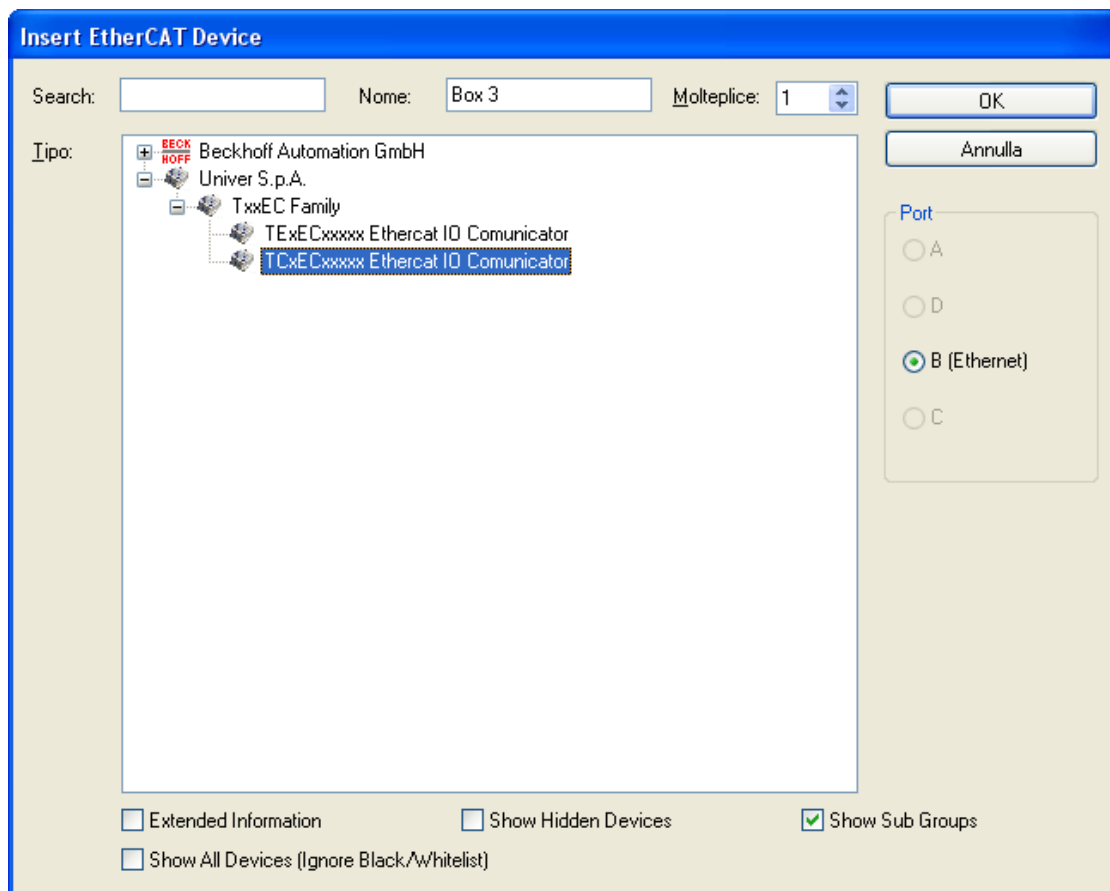 Insert EtherCAT Device
Search:
Nome: Box 3
Molteplice: 1
OK
Annulla
Tipo:
BECK
HOFF
Beckhoff Automation GmbH
Univer S.p.A.
TxxEC Family
TExECxxxxx Ethercat IO Comunicator
TCxECxxxxx Ethercat IO Comunicator
Port
A
D
B (Ethernet)
C
Extended Information
Show Hidden Devices
Show Sub Groups
Show All Devices (Ignore Black/Whitelist)